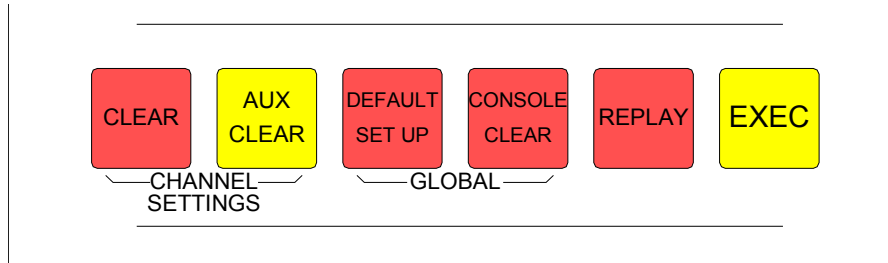 CLEAR
AUX
CLEAR
DEFAULT
SET UP
CONSOLE
CLEAR
REPLAY
EXEC
CHANNEL
SETTINGS
GLOBAL